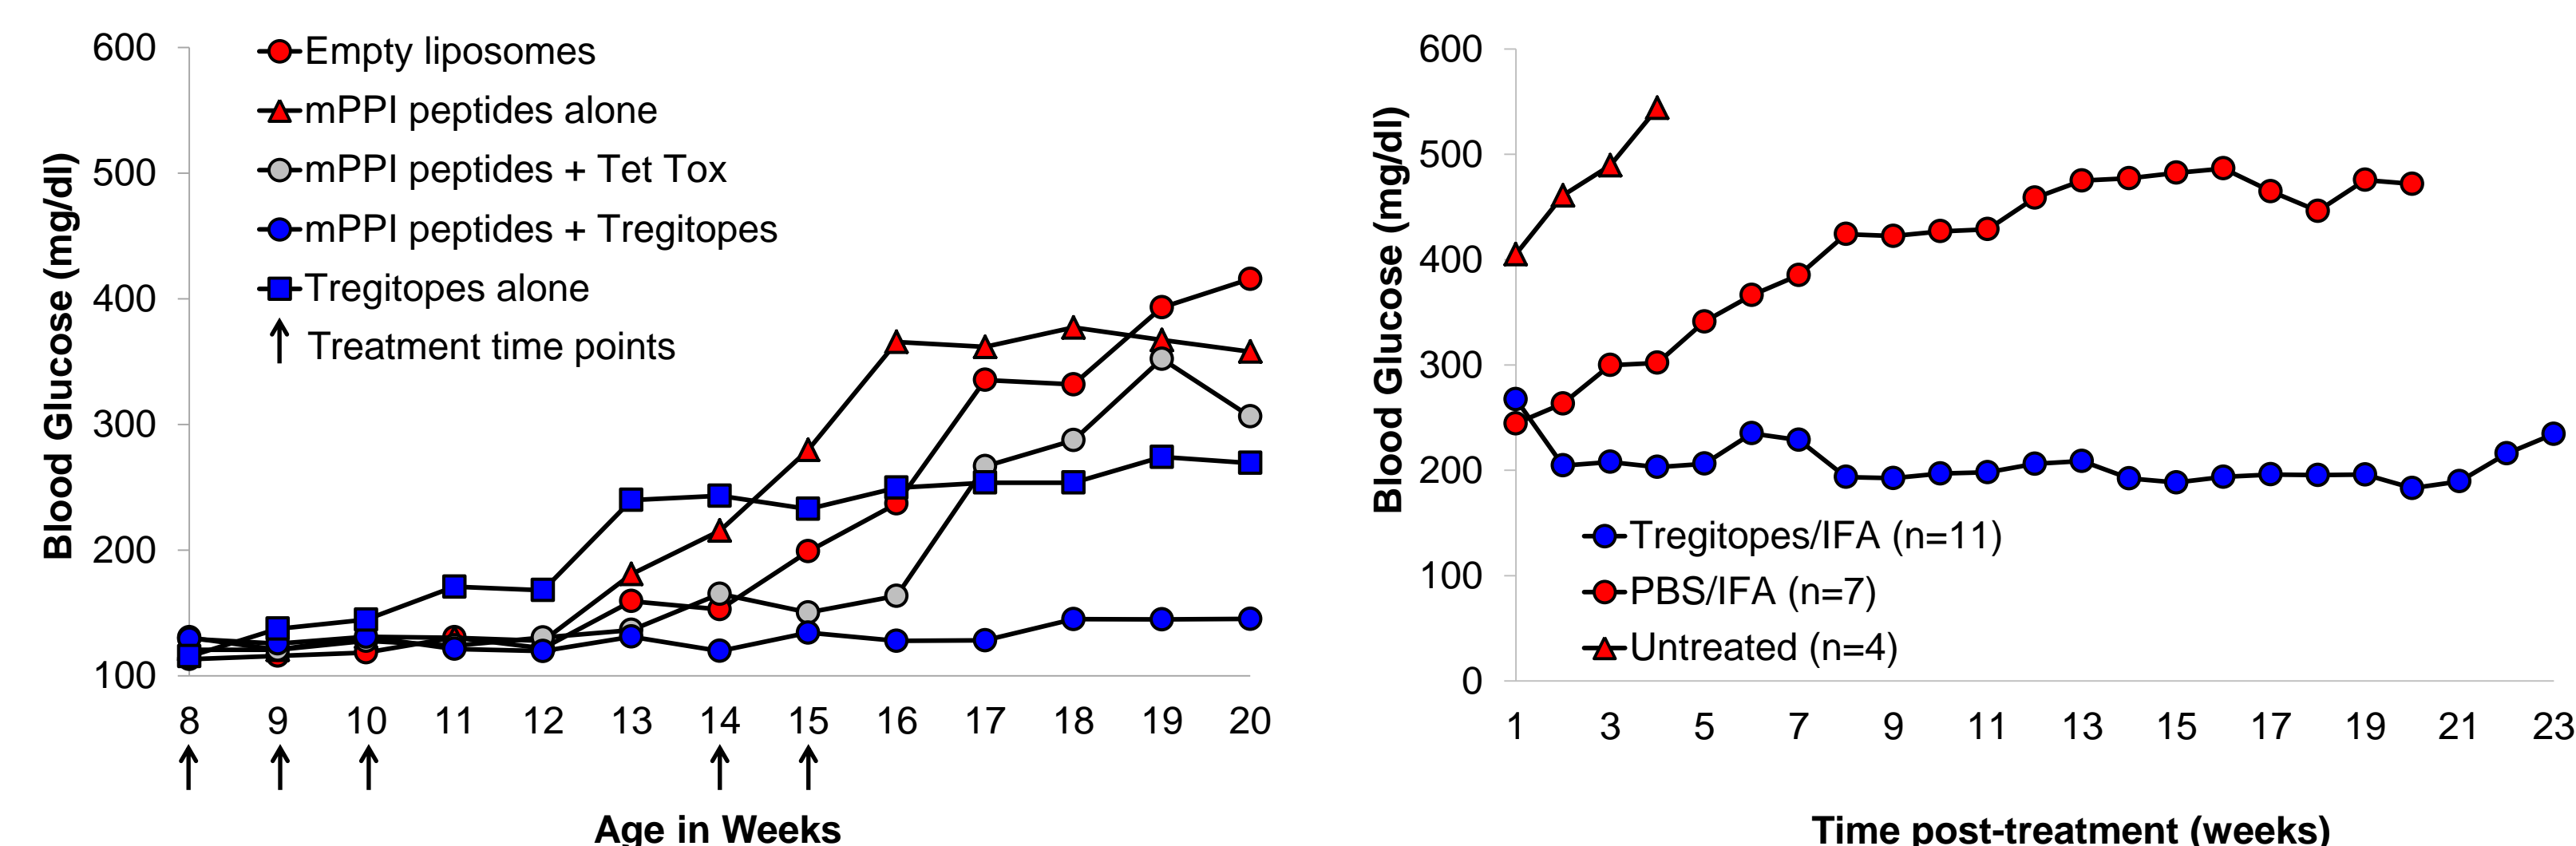 Blood Glucose (mg/dl)
600
500
400
300
200
100
Empty liposomes
mPPI peptides alone
mPPI peptides + Tet Tox
mPPI peptides + Tregitopes
Tregitopes alone
Treatment time points
8 9 10 11 12 13 14 15 16 17 18 19 20
Age in Weeks
Blood Glucose (mg/dl)
600
500
400
300
200
100
0
Tregitopes/IFA (n=11)
PBS/IFA (n=7)
Untreated (n=4)
1 3 5 7 9 11 13 15 17 19 21 23
Time post-treatment (weeks)